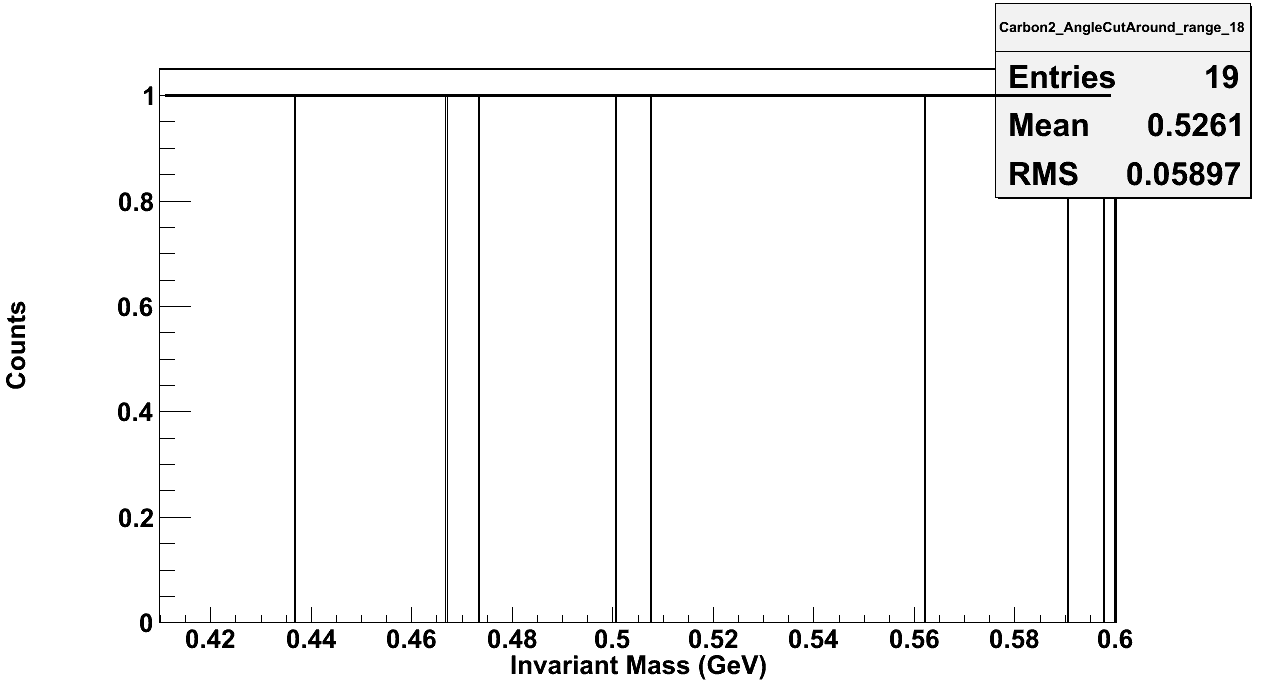 Carbon2_AngleCutAround_range_18
Entries 19
Mean 0.5261
RMS 0.05897
1
0.8
0.6
0.4
0.2
0
Counts
0.42 0.44 0.46 0.48 0.5 0.52 0.54 0.56 0.58 0.6
Invariant Mass (GeV)